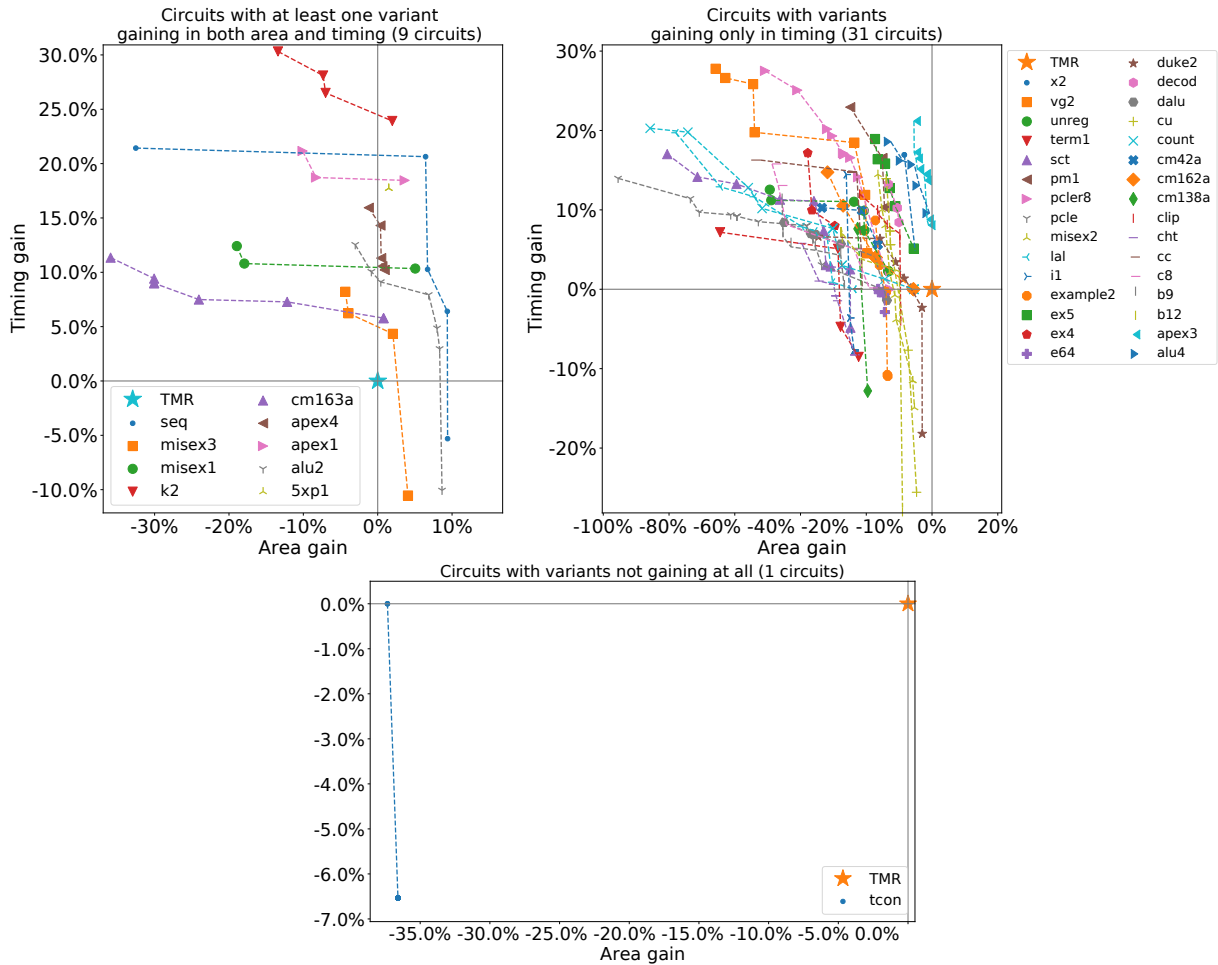 Circuits with at least one variant
gaining in both area and timing (9 circuits)
30.0%
25.0%
20.0%
15.0%
10.0%
5.0%
0.0%
-5.0%
-10.0%
Timing gain
TMR
seq
misex3
misex1
k2
cm163a
apex4
apex1
alu2
5xp1
-30% -20% -10% 0% 10%
Area gain
Circuits with variants
gaining only in timing (31 circuits)
30%
20%
10%
0%
-10%
-20%
Timing gain
-100% -80% -60% -40% -20% 0% 20%
Area gain
TMR
x2
vg2
unreg
term1
sct
pm1
pcler8
pcle
misex2
lal
i1
example2
ex5
ex4
e64
duke2
decod
dalu
cu
count
cm42a
cm162a
cm138a
clip
cht
cc
c8
b9
b12
apex3
alu4
Circuits with variants not gaining at all (1 circuits)
0.0%
-1.0%
-2.0%
-3.0%
-4.0%
-5.0%
-6.0%
-7.0%
Timing gain
TMR
tcon
-35.0% -30.0% -25.0% -20.0% -15.0% -10.0% -5.0% 0.0%
Area gain